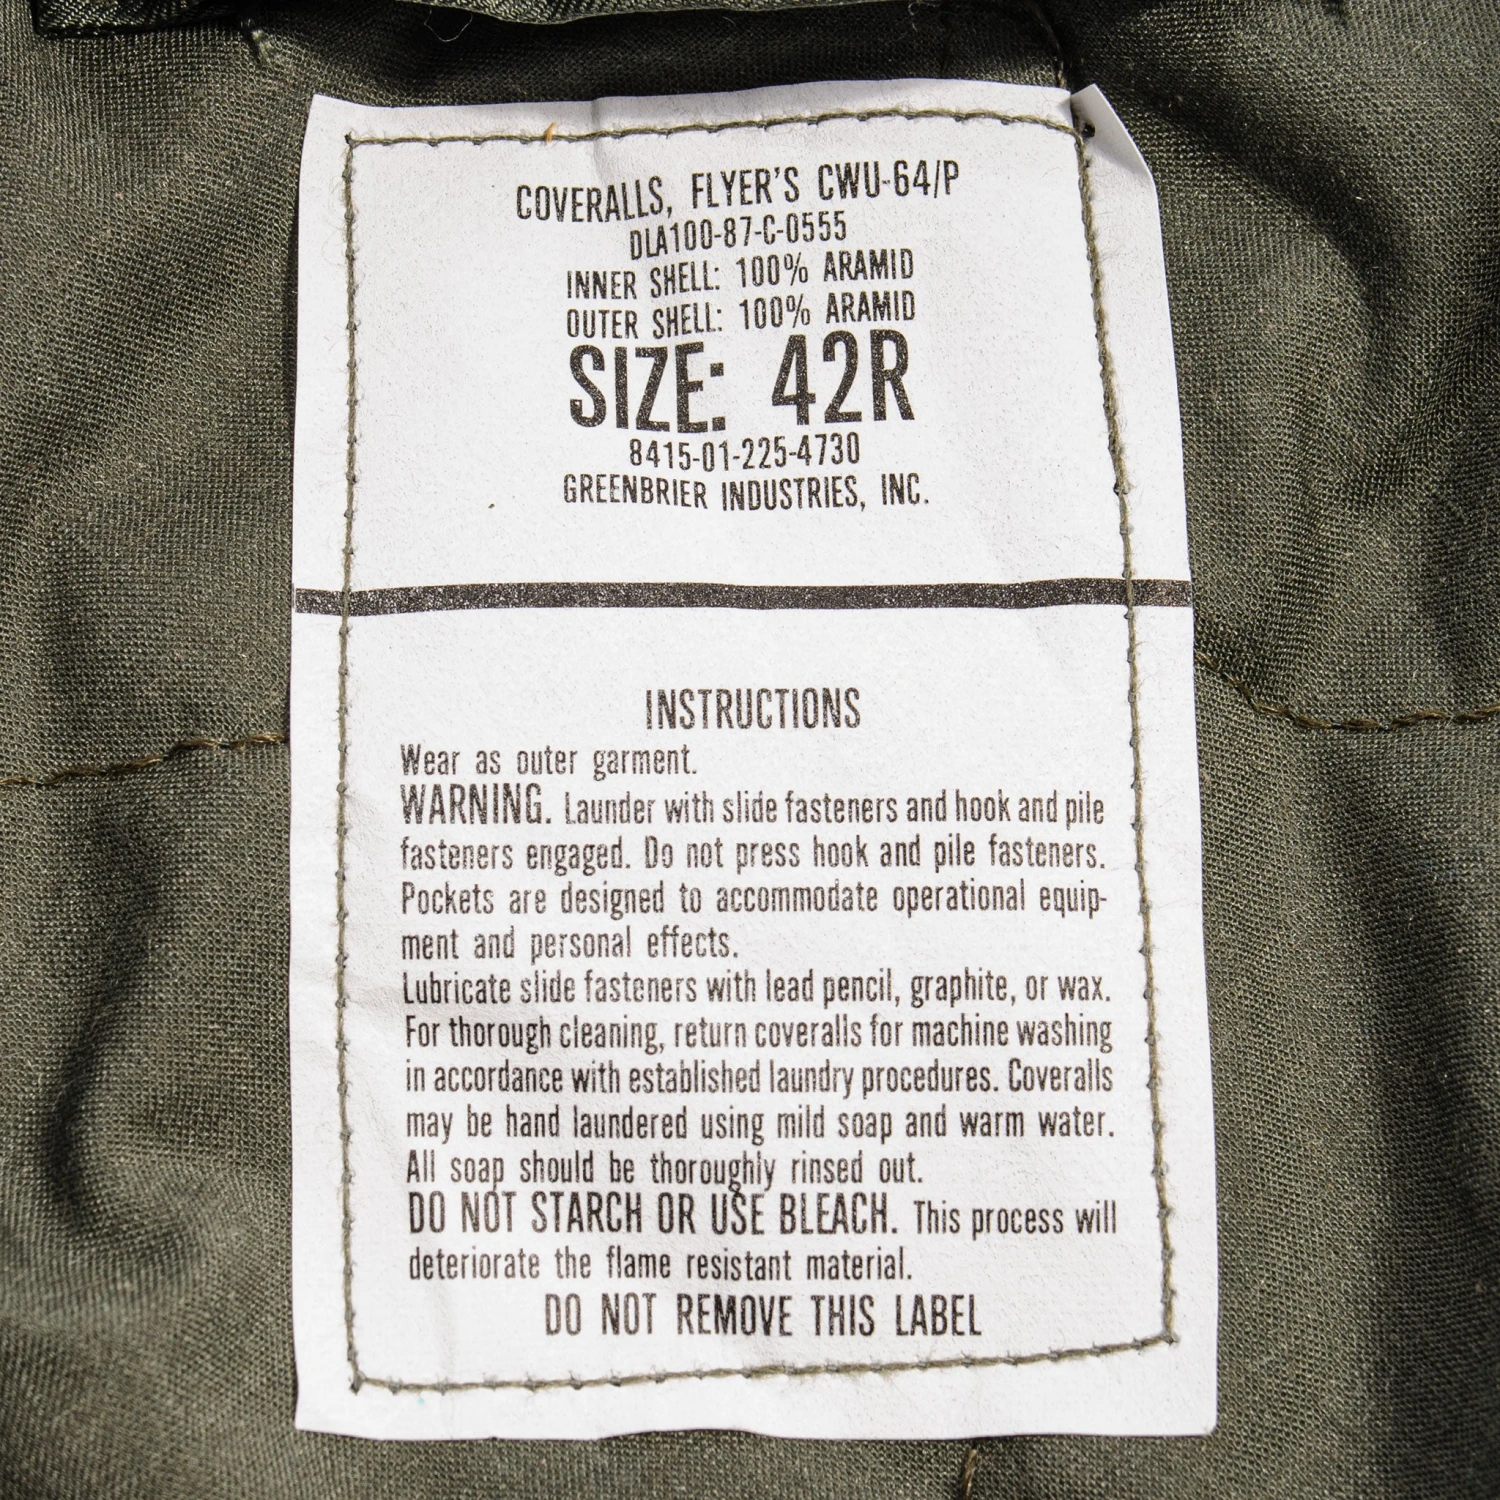 COVERALLS, FLYER'S CWU-64/P
DLA100-87-C-0555
INNER SHELL: 100% ARAMID
OUTER SHELL: 100% ARAMID
SIZE: 42R
8415-01-225-4730
GREENBRIER INDUSTRIES, INC.
INSTRUCTIONS
Wear as outer garment.
WARNING. Launder with slide fasteners and hook and pile
fasteners engaged. Do not press hook and pile fasteners.
Pockets are designed to accommodate operational equip-
ment and personal effects.
Lubricate slide fasteners with lead pencil, graphite, or wax.
For thorough cleaning, return coveralls for machine washing
in accordance with established laundry procedures. Coveralls
may be hand laundered using mild soap and warm water.
All soap should be thoroughly rinsed out.
DO NOT STARCH OR USE BLEACH. This process will
deteriorate the flame resistant material.
DO NOT REMOVE THIS LABEL